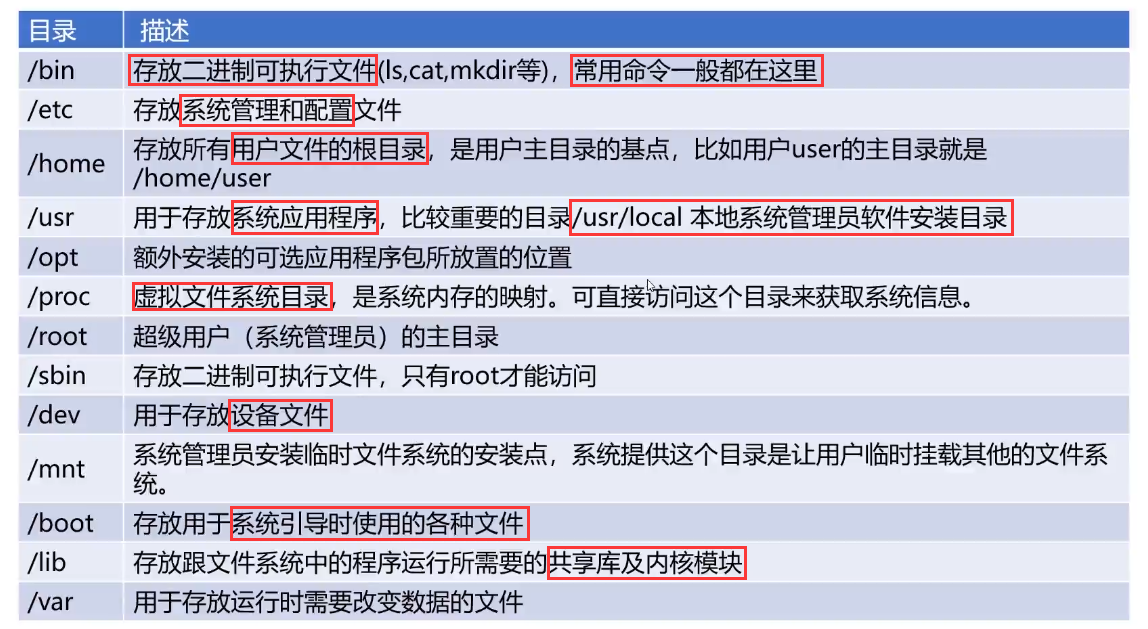 目录 描述
/bin 存放二进制可执行文件(ls,cat,mkdir等)，常用命令一般都在这里
/etc 存放系统管理和配置文件
/home 存放所有用户文件的根目录，是用户主目录的基点，比如用户user的主目录就是
/home/user
/usr 用于存放系统应用程序，比较重要的目录/usr/local 本地系统管理员软件安装目录
/opt 额外安装的可选应用程序包所放置的位置
/proc 虚拟文件系统目录，是系统内存的映射。可直接访问这个目录来获取系统信息。
/root 超级用户（系统管理员）的主目录
/sbin 存放二进制可执行文件，只有root才能访问
/dev 用于存放设备文件
/mnt 系统管理员安装临时文件系统的安装点，系统提供这个目录是让用户临时挂载其他的文件系
统。
/boot 存放用于系统引导时使用的各种文件
/lib 存放跟文件系统中的程序运行所需要的共享库及内核模块
/var 用于存放运行时需要改变数据的文件